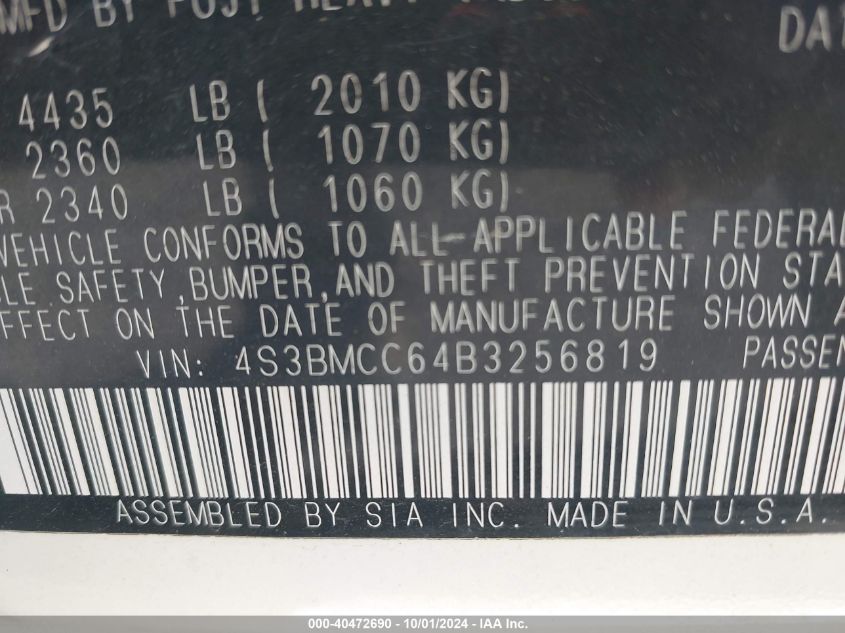 MFD BY FUJI HEAVY
4435 LB ( 2010 KG)
2360 LB ( 1070 KG)
R 2340 LB ( 1060 KG)
VEHICLE CONFORMS TO ALL APPLICABLE FEDERAL
LE SAFETY,BUMPER,AND THEFT PREVENTION STA
FFECT ON THE DATE OF MANUFACTURE SHOWN A
VIN: 4S3BMCC64B3256819 PASSEN
ASSEMBLED BY SIA INC. MADE IN U.S.A.
000-40472690 - 10/01/2024 - IAA Inc.